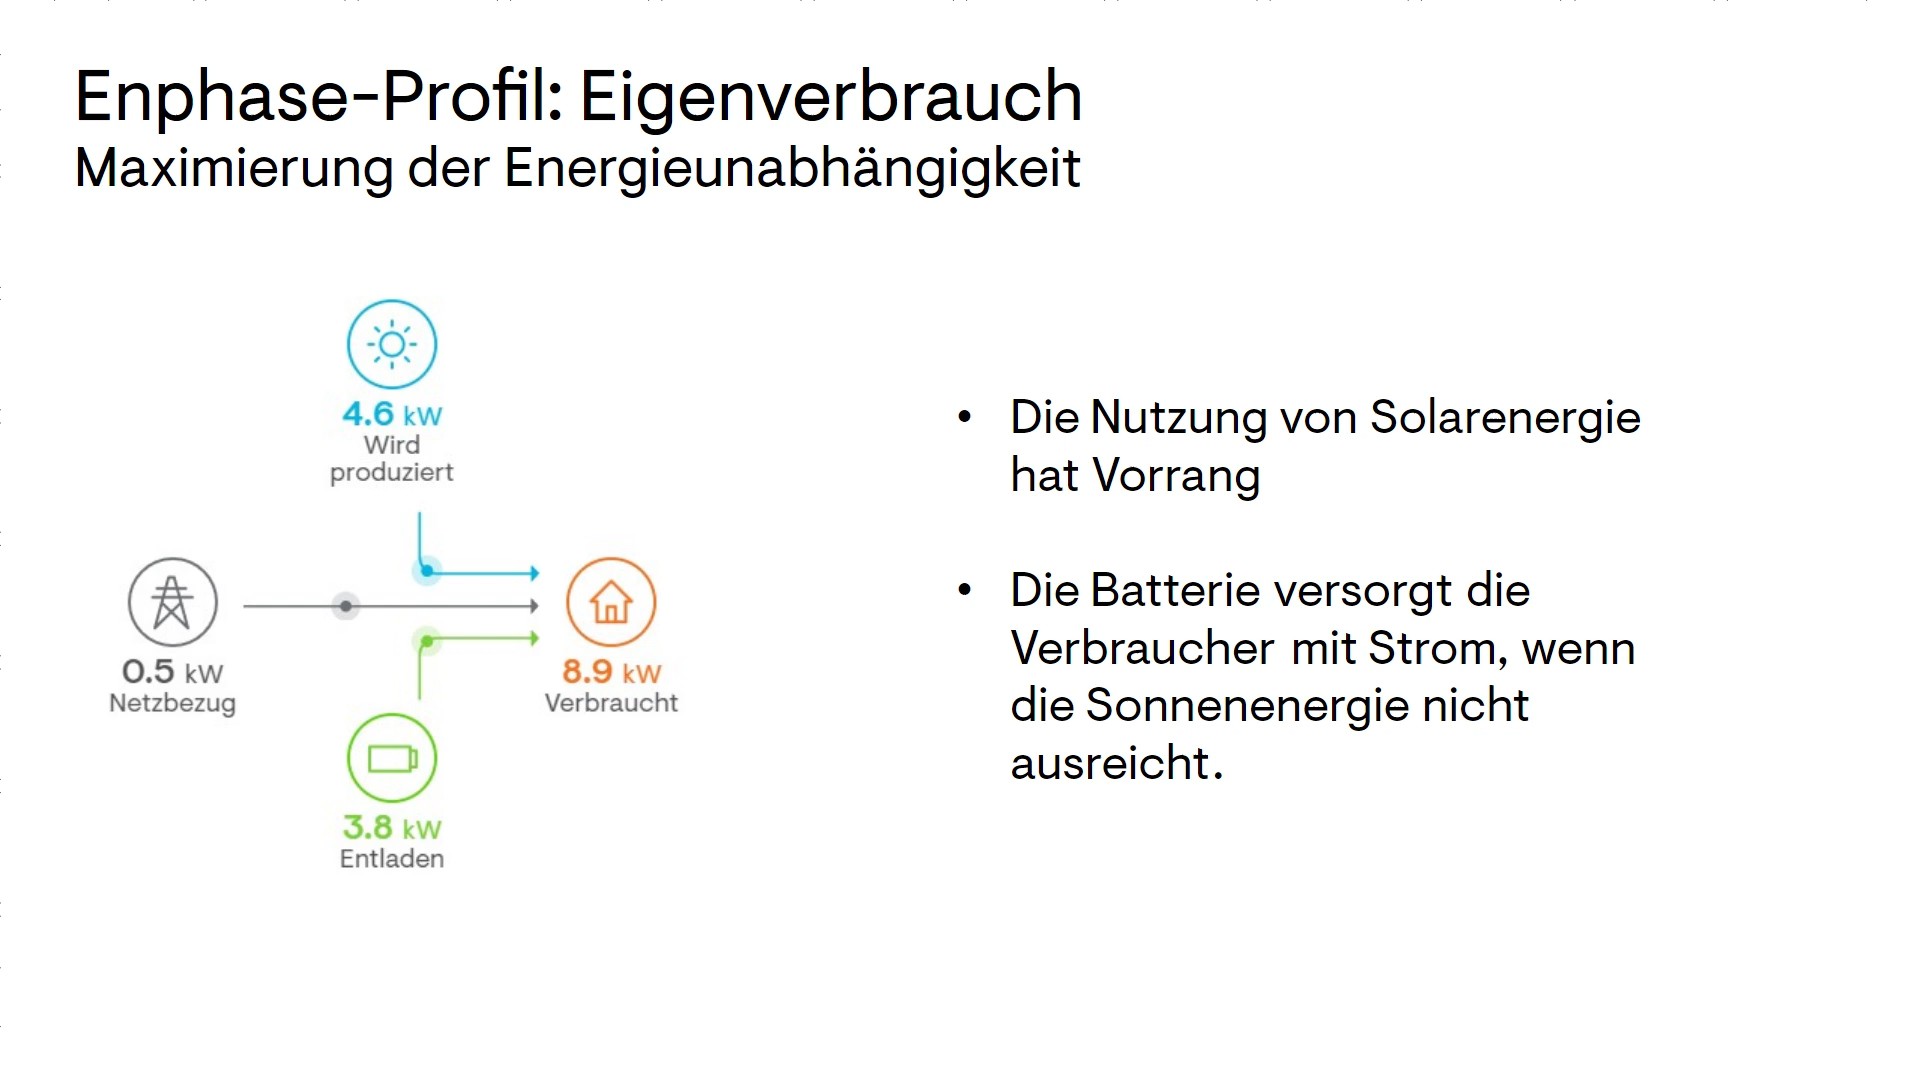 Enphase-Profil: Eigenverbrauch
Maximierung der Energieunabhängigkeit
4.6 kW
Wird
produziert
0.5 kW
Netzbezug
8.9 kW
Verbraucht
3.8 kW
Entladen
• Die Nutzung von Solarenergie
hat Vorrang
• Die Batterie versorgt die
Verbraucher mit Strom, wenn
die Sonnenenergie nicht
ausreicht.